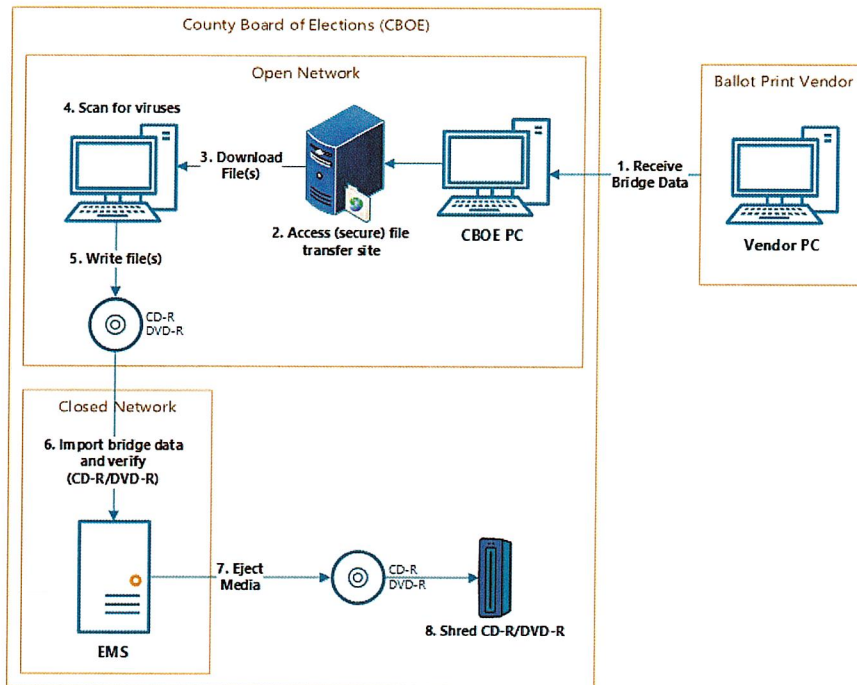 County Board of Elections (CBOE)
Open Network
Ballot Print Vendor
4. Scan for viruses
3. Download
File(s)
1. Receive
Bridge Data
2. Access (secure) file
transfer site
CBOE PC
Vendor PC
5. Write file(s)
CD-R
DVD-R
Closed Network
6. Import bridge data
and verify
(CD-R/DVD-R)
7. Eject
Media
CD-R
DVD-R
8. Shred CD-R/DVD-R
EMS